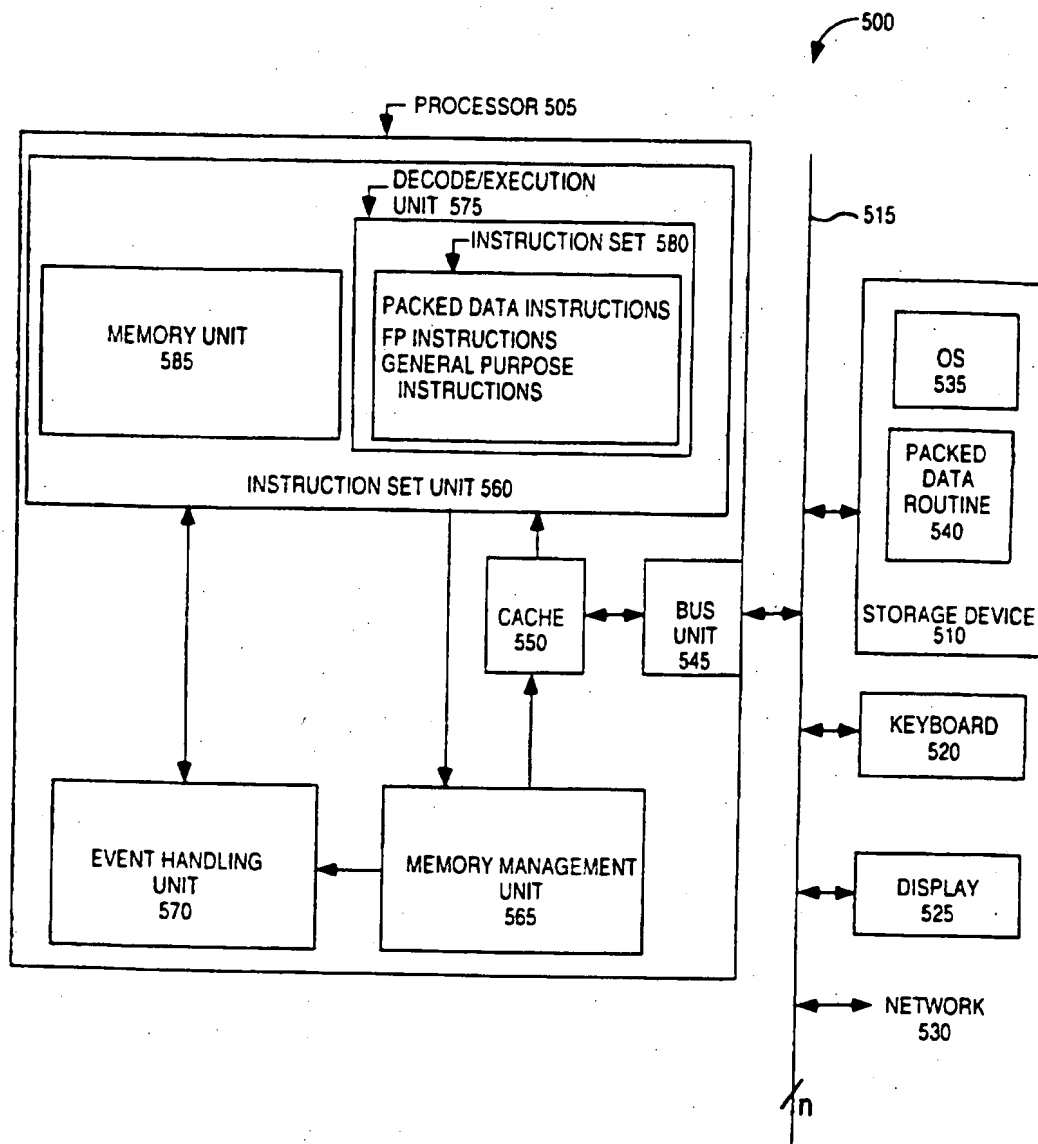 500
PROCESSOR 505
DECODE/EXECUTION
UNIT 575
515
INSTRUCTION SET 580
PACKED DATA INSTRUCTIONS
FP INSTRUCTIONS
GENERAL PURPOSE
INSTRUCTIONS
MEMORY UNIT
585
INSTRUCTION SET UNIT 560
OS
535
PACKED
DATA
ROUTINE
540
STORAGE DEVICE
510
CACHE
550
BUS
UNIT
545
KEYBOARD
520
EVENT HANDLING
UNIT
570
MEMORY MANAGEMENT
UNIT
565
DISPLAY
525
NETWORK
530
n